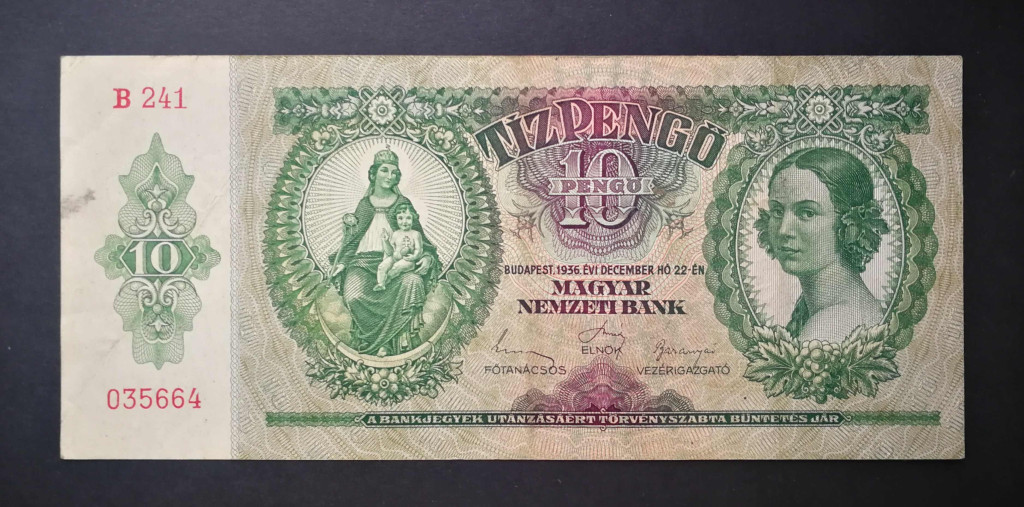 B 241
TÍZ PENGŐ
10
PENGŐ
10
BUDAPEST, 1936. ÉVI DECEMBER HÓ 22-ÉN
MAGYAR
NEMZETI BANK
Baranyai
ELNÖK
FŐTANÁCSOS VEZÉRIGAZGATÓ
035664
A BANKJEGYEK UTÁNZÁSÁÉRT TÖRVÉNYSZABTA BÜNTETÉS JÁR